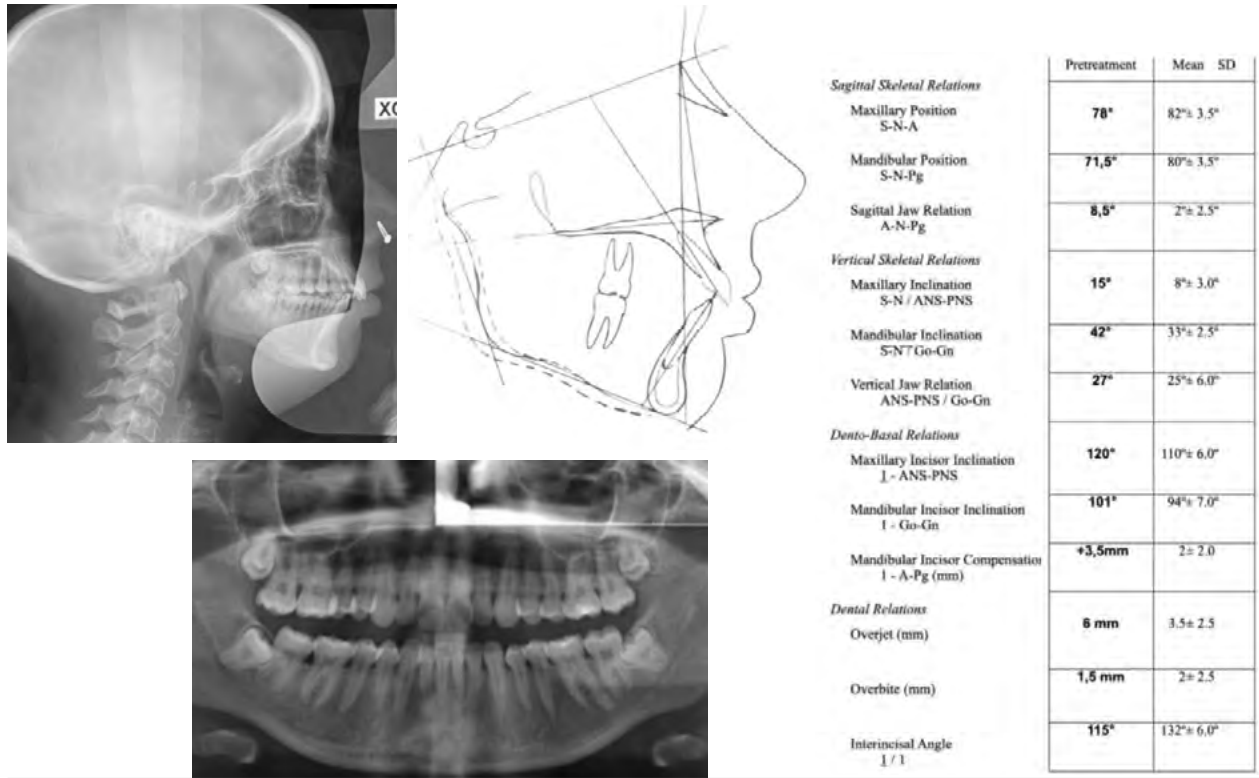 XC
Pretreatment Mean SD
Sagittal Skeletal Relations
Maxillary Position 78° 82°± 3.5°
S-N-A
Mandibular Position 71,5° 80°± 3.5°
S-N-Pg
Sagittal Jaw Relation 8,5° 2°± 2.5°
A-N-Pg
Vertical Skeletal Relations
Maxillary Inclination 15° 8°± 3.0°
S-N / ANS-PNS
Mandibular Inclination 42° 33°± 2.5°
S-N / Go-Gn
Vertical Jaw Relation 27° 25°± 6.0°
ANS-PNS / Go-Gn
Dento-Basal Relations
Maxillary Incisor Inclination 120° 110°± 6.0°
1 - ANS-PNS
Mandibular Incisor Inclination 101° 94°± 7.0°
1 - Go-Gn
Mandibular Incisor Compensatio +3,5mm 2± 2.0
1 - A-Pg (mm)
Dental Relations
Overjet (mm) 6 mm 3.5± 2.5
Overbite (mm) 1,5 mm 2± 2.5
Interincisal Angle 115° 132°± 6.0°
1 / 1